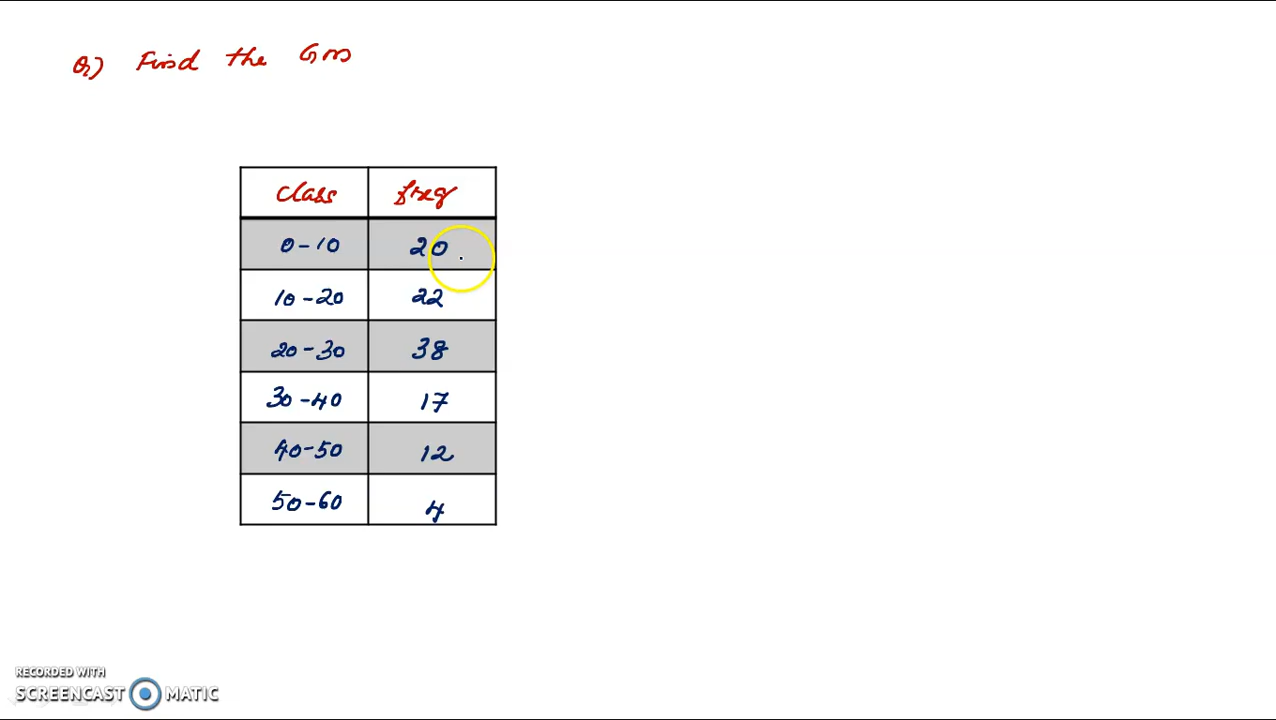 Q) Find the GM
class freq
0-10 20
10-20 22
20-30 38
30-40 17
40-50 12
50-60 4
RECORDED WITH
SCREENCAST MATIC